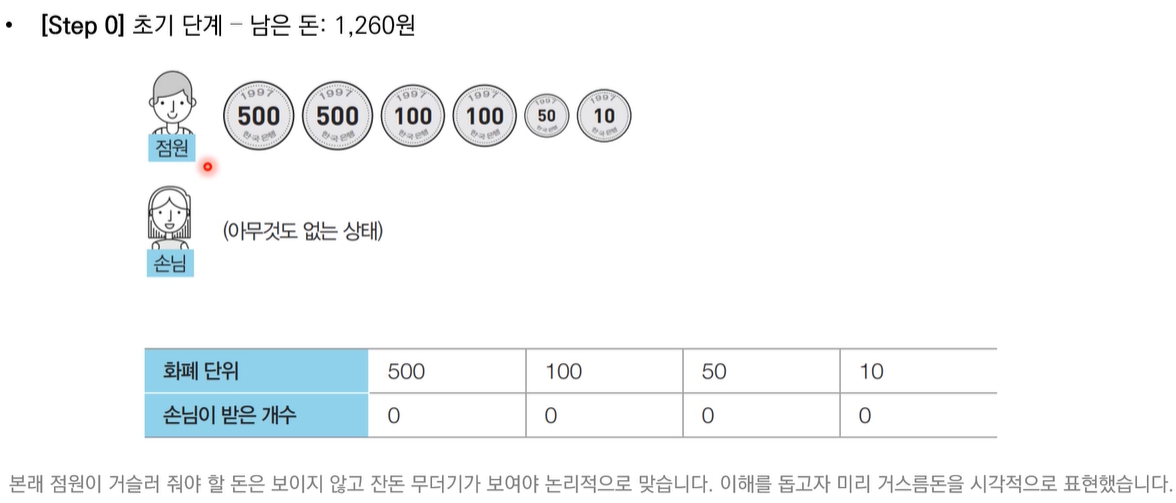 • [Step 0] 초기 단계 – 남은 돈: 1,260원
1997 500 한국은행
1997 500 한국은행
1997 100 한국은행
1997 100 한국은행
1997 50 한국은행
1997 10 한국은행
점원
(아무것도 없는 상태)
손님
화폐 단위 500 100 50 10
손님이 받은 개수 0 0 0 0
본래 점원이 거슬러 줘야 할 돈은 보이지 않고 잔돈 무더기가 보여야 논리적으로 맞습니다. 이해를 돕고자 미리 거스름돈을 시각적으로 표현했습니다.